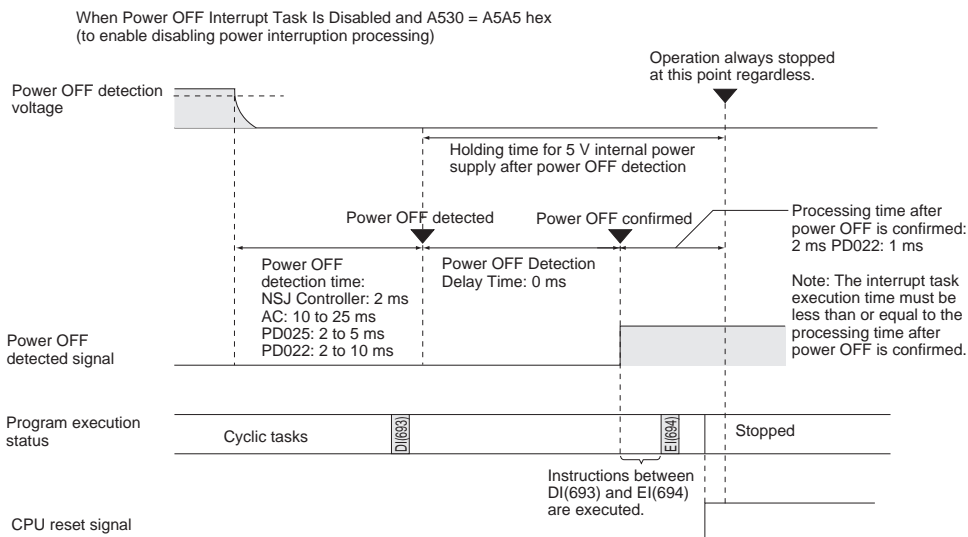 When Power OFF Interrupt Task Is Disabled and A530 = A5A5 hex
(to enable disabling power interruption processing)
Operation always stopped
at this point regardless.
Power OFF detection
voltage
Holding time for 5 V internal power
supply after power OFF detection
Power OFF detected
Power OFF confirmed
Processing time after
power OFF is confirmed:
2 ms PD022: 1 ms
Power OFF
detection time:
NSJ Controller: 2 ms
AC: 10 to 25 ms
PD025: 2 to 5 ms
PD022: 2 to 10 ms
Power OFF Detection
Delay Time: 0 ms
Note: The interrupt task
execution time must be
less than or equal to the
processing time after
power OFF is confirmed.
Power OFF
detected signal
Program execution
status
Cyclic tasks
DI(693)
EI(694)
Stopped
Instructions between
DI(693) and EI(694)
are executed.
CPU reset signal